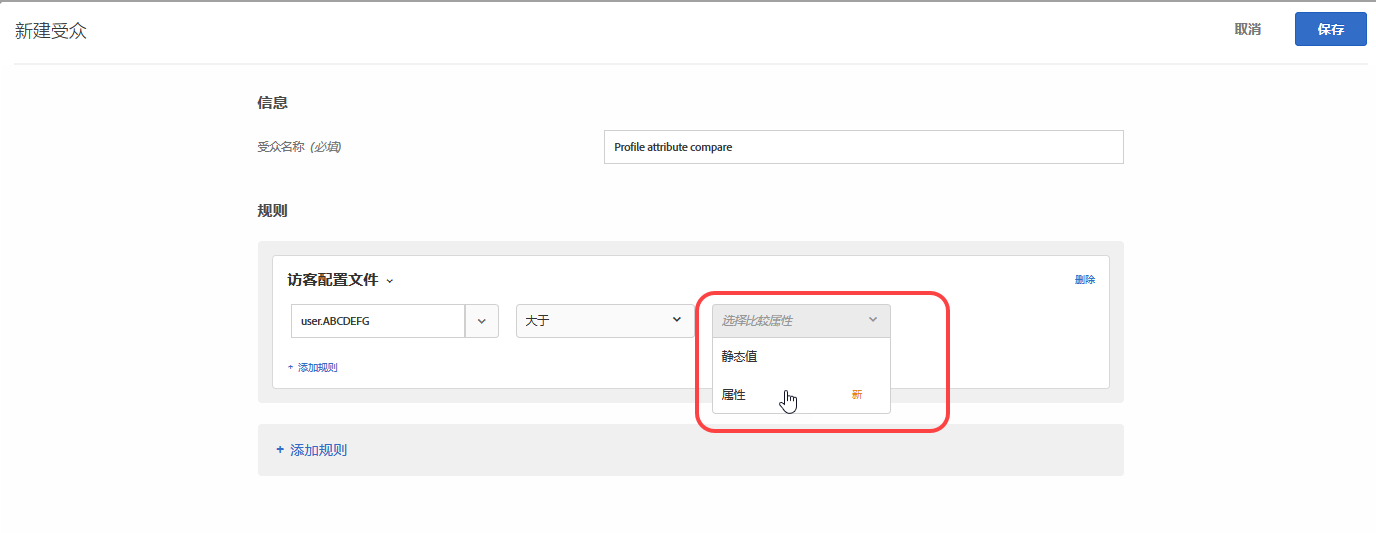 新建受众
取消
保存
信息
受众名称 (必填)
Profile attribute compare
规则
访客配置文件
删除
user.ABCDEFG
大于
选择比较属性
静态值
属性
新
+ 添加规则
+ 添加规则